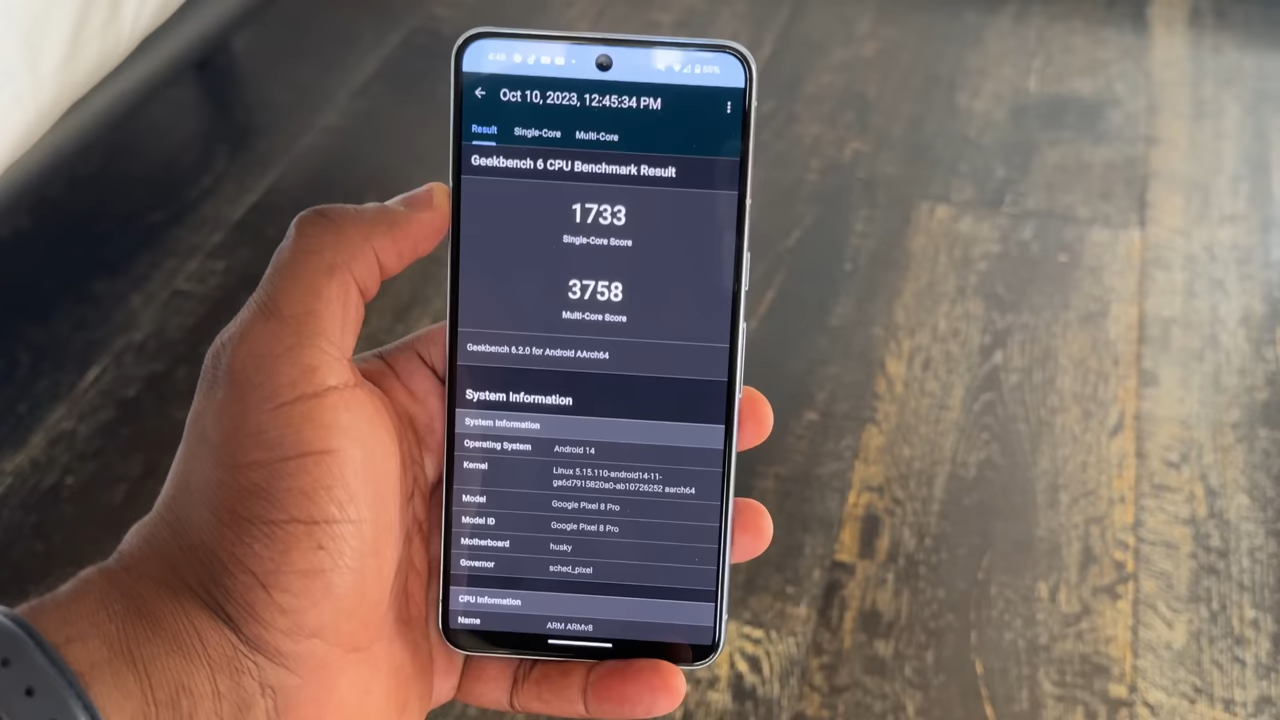 4:48
Oct 10, 2023, 12:45:34 PM
Result Single-Core Multi-Core
Geekbench 6 CPU Benchmark Result
1733
Single-Core Score
3758
Multi-Core Score
Geekbench 6.2.0 for Android AArch64
System Information
System Information
Operating System Android 14
Kernel Linux 5.15.110-android14-11-
ga6d7915820a0-ab10726252 aarch64
Model Google Pixel 8 Pro
Model ID Google Pixel 8 Pro
Motherboard husky
Governor sched_pixel
CPU Information
Name ARM ARMv8